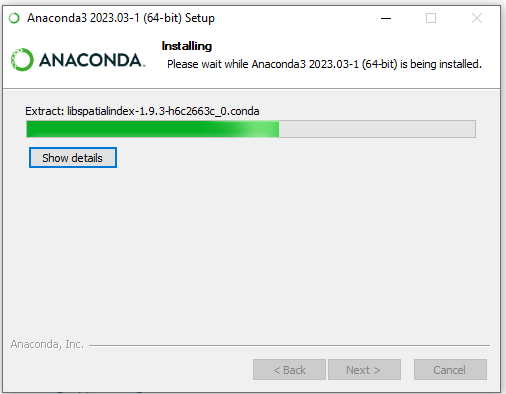 Anaconda3 2023.03-1 (64-bit) Setup
ANACONDA.
Installing
Please wait while Anaconda3 2023.03-1 (64-bit) is being installed.
Extract: libspatialindex-1.9.3-h6c2663c_0.conda
Show details
Anaconda, Inc.
< Back
Next >
Cancel